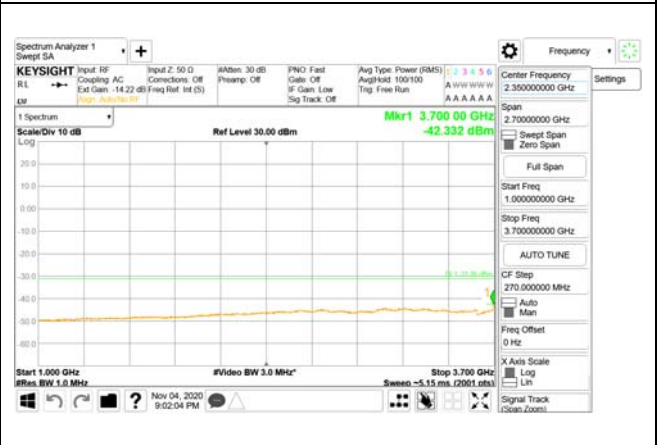 Spectrum Analyzer 1
Swept SA
+
Frequency
KEYSIGHT
RL
Input: RF
Coupling: AC
Ext Gain: -14.22 dB
Align: Auto/No RF
Input Z: 50 Ω
Corrections: Off
Freq Ref: Int (S)
#Atten: 30 dB
Preamp: Off
PNO: Fast
Gate: Off
IF Gain: Low
Sig Track: Off
Avg Type: Power (RMS)
Avg|Hold: 100/100
Trig: Free Run
1 2 3 4 5 6
A W W W W W
A A A A A A
1 Spectrum
Scale/Div 10 dB
Ref Level 30.00 dBm
Mkr1 3.700 00 GHz
-42.332 dBm
Log
20.0
10.0
0.00
-10.0
-20.0
-30.0
-40.0
-50.0
-60.0
1
Start 1.000 GHz
#Res BW 1.0 MHz
#Video BW 3.0 MHz*
Stop 3.700 GHz
Sweep ~5.15 ms (2001 pts)
Nov 04, 2020
9:02:04 PM
?
Center Frequency
2.350000000 GHz
Settings
Span
2.70000000 GHz
Swept Span
Zero Span
Full Span
Start Freq
1.000000000 GHz
Stop Freq
3.700000000 GHz
AUTO TUNE
CF Step
270.000000 MHz
Auto
Man
Freq Offset
0 Hz
X Axis Scale
Log
Lin
Signal Track
(Span Zoom)